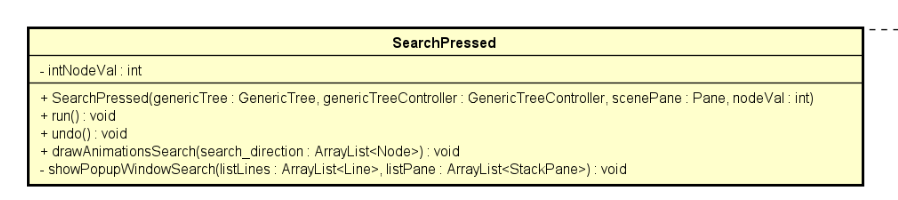 SearchPressed
- intNodeVal : int
+ SearchPressed(genericTree : GenericTree, genericTreeController : GenericTreeController, scenePane : Pane, nodeVal : int)
+ run() : void
+ undo() : void
+ drawAnimationsSearch(search_direction : ArrayList<Node>) : void
- showPopupWindowSearch(listLines : ArrayList<Line>, listPane : ArrayList<StackPane>) : void